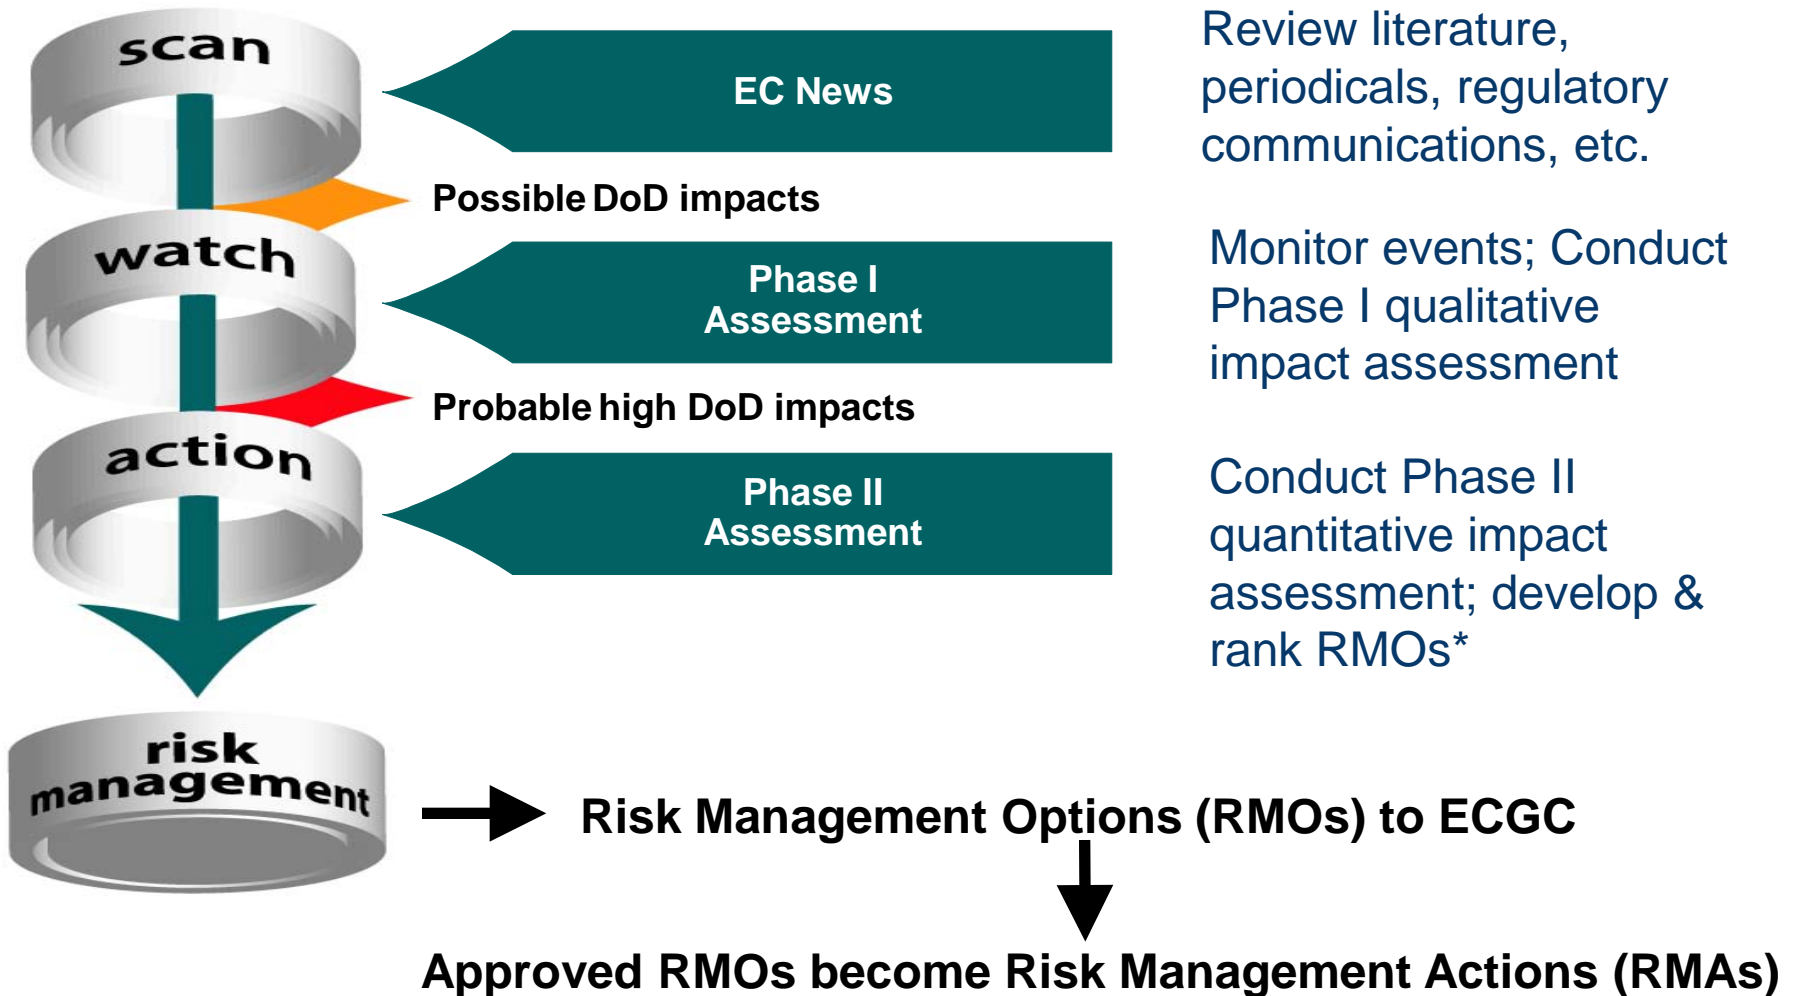 scan
EC News
Review literature,
periodicals, regulatory
communications, etc.
Possible DoD impacts
watch
Phase I
Assessment
Monitor events; Conduct
Phase I qualitative
impact assessment
Probable high DoD impacts
action
Phase II
Assessment
Conduct Phase II
quantitative impact
assessment; develop &
rank RMOs*
risk
management
Risk Management Options (RMOs) to ECGC
Approved RMOs become Risk Management Actions (RMAs)